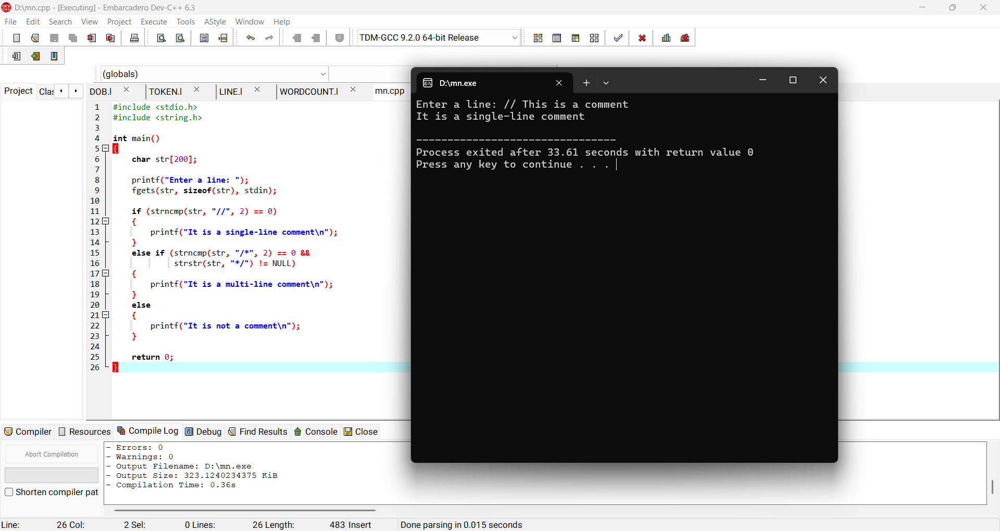 D:\mn.cpp - [Executing] - Embarcadero Dev-C++ 6.3
File Edit Search View Project Execute Tools AStyle Window Help
TDM-GCC 9.2.0 64-bit Release
(globals)
Project Clas
DOB.l TOKEN.l LINE.l WORDCOUNT.l mn.cpp
1 #include <stdio.h>
2 #include <string.h>
3
4 int main()
5 {
6 char str[200];
7
8 printf("Enter a line: ");
9 fgets(str, sizeof(str), stdin);
10
11 if (strncmp(str, "//", 2) == 0)
12 {
13 printf("It is a single-line comment\n");
14 }
15 else if (strncmp(str, "/*", 2) == 0 &&
16 strstr(str, "*/") != NULL)
17 {
18 printf("It is a multi-line comment\n");
19 }
20 else
21 {
22 printf("It is not a comment\n");
23 }
24
25 return 0;
26 }
D:\mn.exe
Enter a line: // This is a comment
It is a single-line comment
--------------------------------
Process exited after 33.61 seconds with return value 0
Press any key to continue . . .
Compiler Resources Compile Log Debug Find Results Console Close
Abort Compilation
Shorten compiler pat
- Errors: 0
- Warnings: 0
- Output Filename: D:\mn.exe
- Output Size: 323.1240234375 KiB
- Compilation Time: 0.36s
Line: 26 Col: 2 Sel: 0 Lines: 26 Length: 483 Insert Done parsing in 0.015 seconds